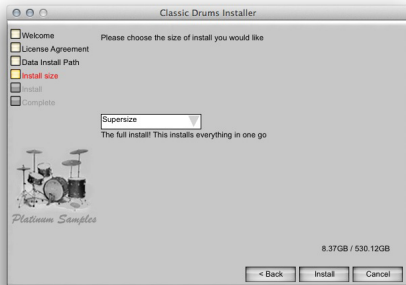 Classic Drums Installer
Welcome
License Agreement
Data Install Path
Install size
Install
Complete
Please choose the size of install you would like
Supersize
The full install! This installs everything in one go
Platinum Samples
8.37GB / 530.12GB
< Back
Install
Cancel